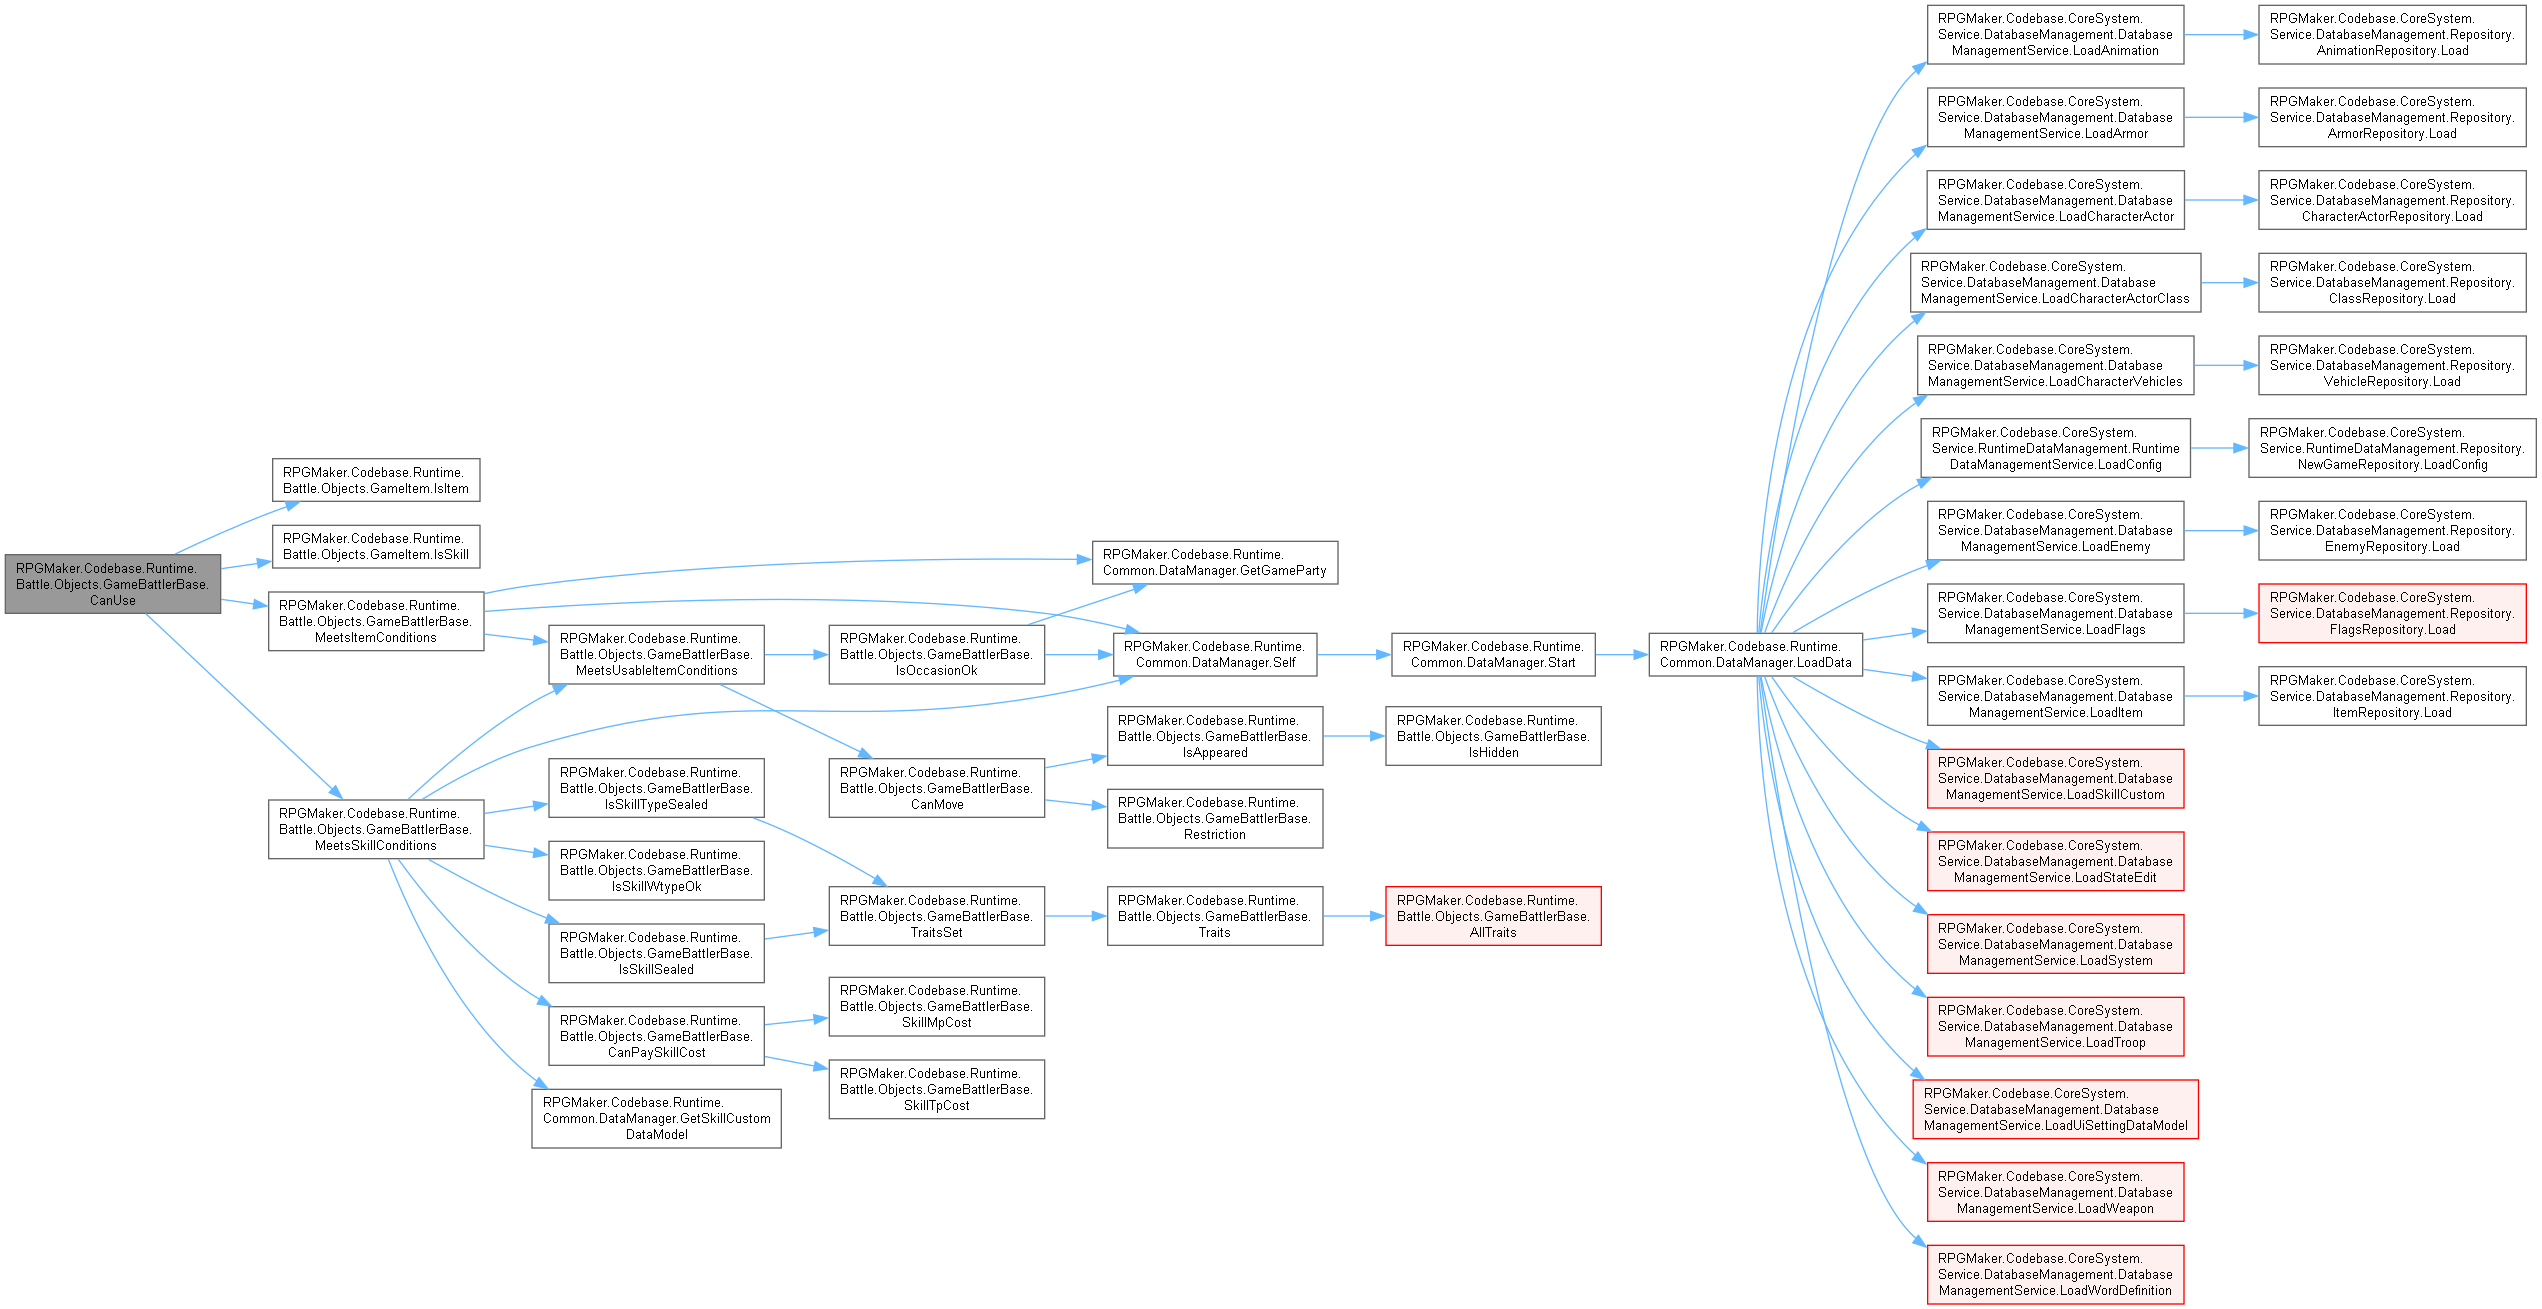 RPGMaker.Codebase.Runtime.
Battle.Objects.GameBattlerBase.
CanUse
RPGMaker.Codebase.Runtime.
Battle.Objects.GameItem.IsItem
RPGMaker.Codebase.Runtime.
Battle.Objects.GameItem.IsSkill
RPGMaker.Codebase.Runtime.
Battle.Objects.GameBattlerBase.
MeetsItemConditions
RPGMaker.Codebase.Runtime.
Battle.Objects.GameBattlerBase.
MeetsSkillConditions
RPGMaker.Codebase.Runtime.
Battle.Objects.GameBattlerBase.
MeetsUsableItemConditions
RPGMaker.Codebase.Runtime.
Battle.Objects.GameBattlerBase.
IsSkillTypeSealed
RPGMaker.Codebase.Runtime.
Battle.Objects.GameBattlerBase.
IsSkillWtypeOk
RPGMaker.Codebase.Runtime.
Battle.Objects.GameBattlerBase.
IsSkillSealed
RPGMaker.Codebase.Runtime.
Battle.Objects.GameBattlerBase.
CanPaySkillCost
RPGMaker.Codebase.Runtime.
Common.DataManager.GetSkillCustom
DataModel
RPGMaker.Codebase.Runtime.
Battle.Objects.GameBattlerBase.
IsOccasionOk
RPGMaker.Codebase.Runtime.
Battle.Objects.GameBattlerBase.
CanMove
RPGMaker.Codebase.Runtime.
Battle.Objects.GameBattlerBase.
TraitsSet
RPGMaker.Codebase.Runtime.
Battle.Objects.GameBattlerBase.
SkillMpCost
RPGMaker.Codebase.Runtime.
Battle.Objects.GameBattlerBase.
SkillTpCost
RPGMaker.Codebase.Runtime.
Common.DataManager.GetGameParty
RPGMaker.Codebase.Runtime.
Common.DataManager.Self
RPGMaker.Codebase.Runtime.
Battle.Objects.GameBattlerBase.
IsAppeared
RPGMaker.Codebase.Runtime.
Battle.Objects.GameBattlerBase.
Restriction
RPGMaker.Codebase.Runtime.
Battle.Objects.GameBattlerBase.
Traits
RPGMaker.Codebase.Runtime.
Common.DataManager.Start
RPGMaker.Codebase.Runtime.
Battle.Objects.GameBattlerBase.
IsHidden
RPGMaker.Codebase.Runtime.
Battle.Objects.GameBattlerBase.
AllTraits
RPGMaker.Codebase.Runtime.
Common.DataManager.LoadData
RPGMaker.Codebase.CoreSystem.
Service.DatabaseManagement.Database
ManagementService.LoadAnimation
RPGMaker.Codebase.CoreSystem.
Service.DatabaseManagement.Database
ManagementService.LoadArmor
RPGMaker.Codebase.CoreSystem.
Service.DatabaseManagement.Database
ManagementService.LoadCharacterActor
RPGMaker.Codebase.CoreSystem.
Service.DatabaseManagement.Database
ManagementService.LoadCharacterActorClass
RPGMaker.Codebase.CoreSystem.
Service.DatabaseManagement.Database
ManagementService.LoadCharacterVehicles
RPGMaker.Codebase.CoreSystem.
Service.RuntimeDataManagement.Runtime
DataManagementService.LoadConfig
RPGMaker.Codebase.CoreSystem.
Service.DatabaseManagement.Database
ManagementService.LoadEnemy
RPGMaker.Codebase.CoreSystem.
Service.DatabaseManagement.Database
ManagementService.LoadFlags
RPGMaker.Codebase.CoreSystem.
Service.DatabaseManagement.Database
ManagementService.LoadItem
RPGMaker.Codebase.CoreSystem.
Service.DatabaseManagement.Database
ManagementService.LoadSkillCustom
RPGMaker.Codebase.CoreSystem.
Service.DatabaseManagement.Database
ManagementService.LoadStateEdit
RPGMaker.Codebase.CoreSystem.
Service.DatabaseManagement.Database
ManagementService.LoadSystem
RPGMaker.Codebase.CoreSystem.
Service.DatabaseManagement.Database
ManagementService.LoadTroop
RPGMaker.Codebase.CoreSystem.
Service.DatabaseManagement.Database
ManagementService.LoadUiSettingDataModel
RPGMaker.Codebase.CoreSystem.
Service.DatabaseManagement.Database
ManagementService.LoadWeapon
RPGMaker.Codebase.CoreSystem.
Service.DatabaseManagement.Database
ManagementService.LoadWordDefinition
RPGMaker.Codebase.CoreSystem.
Service.DatabaseManagement.Repository.
AnimationRepository.Load
RPGMaker.Codebase.CoreSystem.
Service.DatabaseManagement.Repository.
ArmorRepository.Load
RPGMaker.Codebase.CoreSystem.
Service.DatabaseManagement.Repository.
CharacterActorRepository.Load
RPGMaker.Codebase.CoreSystem.
Service.DatabaseManagement.Repository.
ClassRepository.Load
RPGMaker.Codebase.CoreSystem.
Service.DatabaseManagement.Repository.
VehicleRepository.Load
RPGMaker.Codebase.CoreSystem.
Service.RuntimeDataManagement.Repository.
NewGameRepository.LoadConfig
RPGMaker.Codebase.CoreSystem.
Service.DatabaseManagement.Repository.
EnemyRepository.Load
RPGMaker.Codebase.CoreSystem.
Service.DatabaseManagement.Repository.
FlagsRepository.Load
RPGMaker.Codebase.CoreSystem.
Service.DatabaseManagement.Repository.
ItemRepository.Load